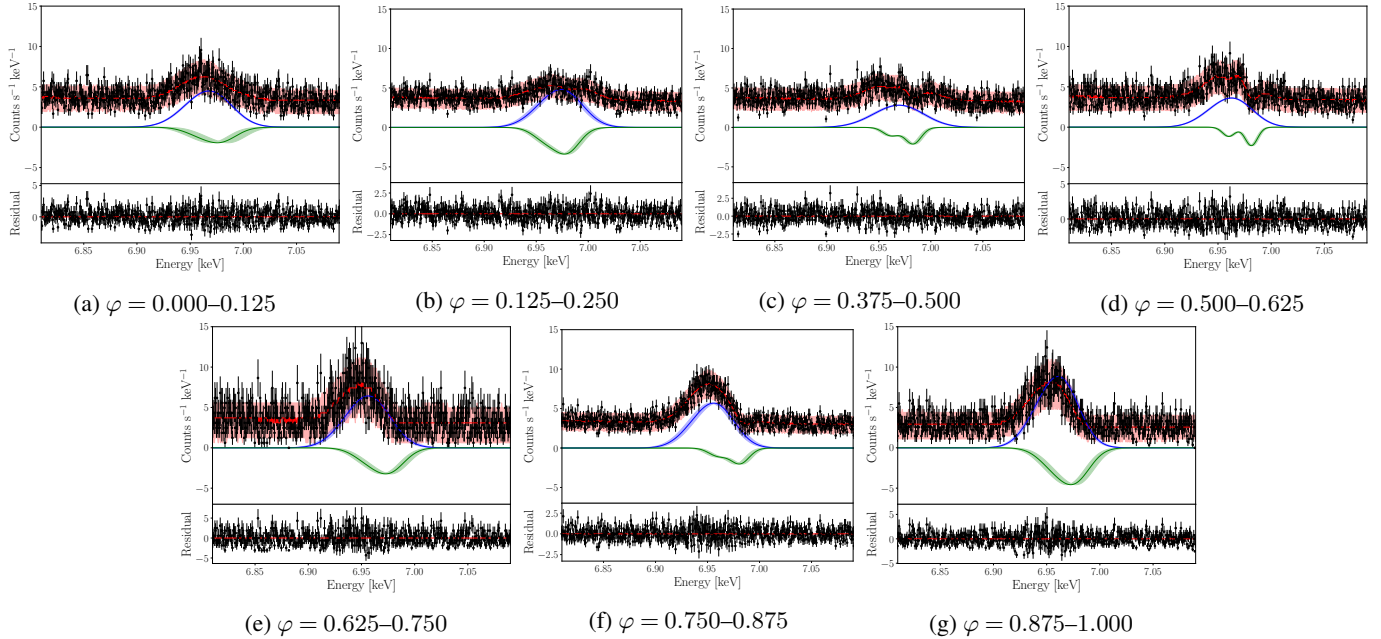 15
10
5
0
−5
Counts s⁻¹ keV⁻¹
5
0
Residual
6.85 6.90 6.95 7.00 7.05
Energy [keV]
(a) φ = 0.000–0.125
15
10
5
0
−5
Counts s⁻¹ keV⁻¹
2.5
0.0
−2.5
Residual
6.85 6.90 6.95 7.00 7.05
Energy [keV]
(b) φ = 0.125–0.250
15
10
5
0
−5
Counts s⁻¹ keV⁻¹
2.5
0.0
−2.5
Residual
6.85 6.90 6.95 7.00 7.05
Energy [keV]
(c) φ = 0.375–0.500
15
10
5
0
−5
Counts s⁻¹ keV⁻¹
5
0
Residual
6.85 6.90 6.95 7.00 7.05
Energy [keV]
(d) φ = 0.500–0.625
15
10
5
0
−5
Counts s⁻¹ keV⁻¹
5
0
−5
Residual
6.85 6.90 6.95 7.00 7.05
Energy [keV]
(e) φ = 0.625–0.750
15
10
5
0
−5
Counts s⁻¹ keV⁻¹
2.5
0.0
−2.5
Residual
6.85 6.90 6.95 7.00 7.05
Energy [keV]
(f) φ = 0.750–0.875
15
10
5
0
−5
Counts s⁻¹ keV⁻¹
5
0
−5
Residual
6.85 6.90 6.95 7.00 7.05
Energy [keV]
(g) φ = 0.875–1.000